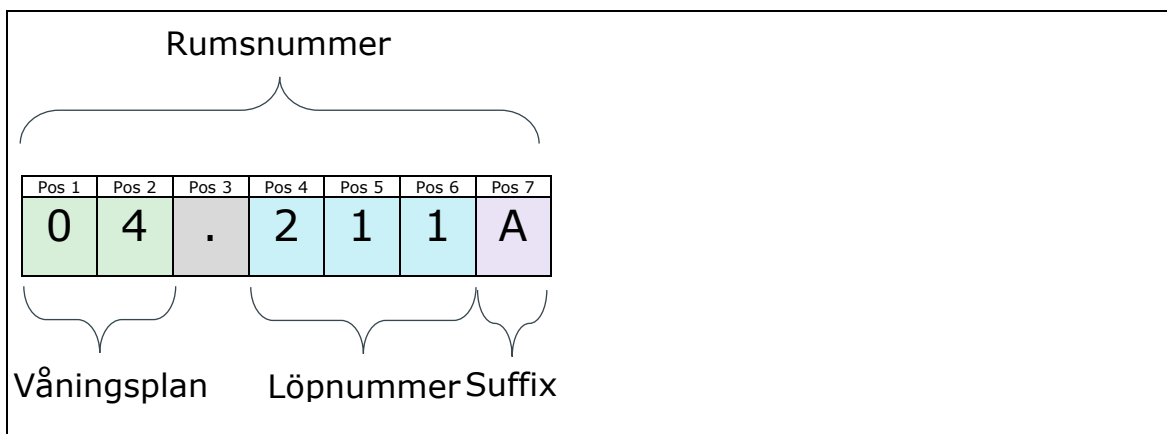 Rumsnummer
Pos 1 Pos 2 Pos 3 Pos 4 Pos 5 Pos 6 Pos 7
0 4 . 2 1 1 A
Våningsplan Löpnummer Suffix